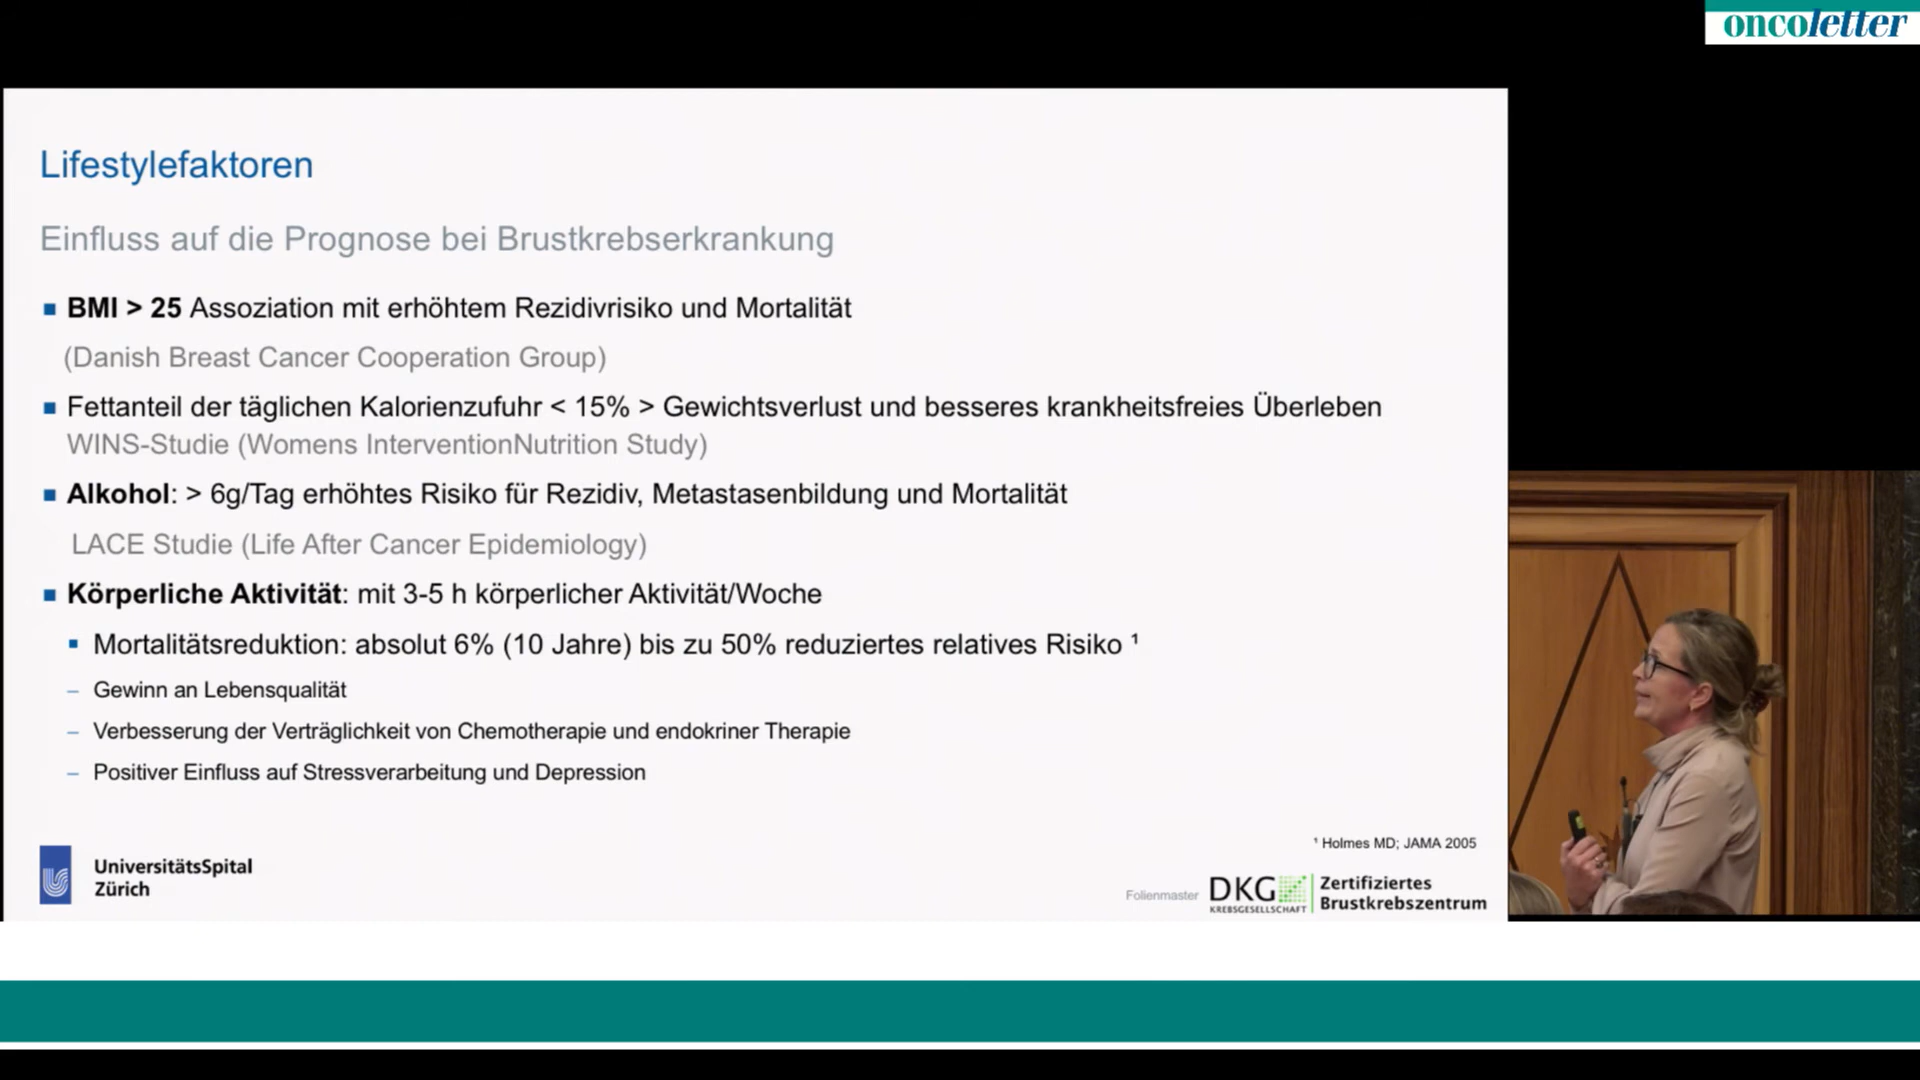 oncoletter
Lifestylefaktoren
Einfluss auf die Prognose bei Brustkrebserkrankung
▪ BMI > 25 Assoziation mit erhöhtem Rezidivrisiko und Mortalität
(Danish Breast Cancer Cooperation Group)
▪ Fettanteil der täglichen Kalorienzufuhr < 15% > Gewichtsverlust und besseres krankheitsfreies Überleben
WINS-Studie (Womens InterventionNutrition Study)
▪ Alkohol: > 6g/Tag erhöhtes Risiko für Rezidiv, Metastasenbildung und Mortalität
LACE Studie (Life After Cancer Epidemiology)
▪ Körperliche Aktivität: mit 3-5 h körperlicher Aktivität/Woche
▪ Mortalitätsreduktion: absolut 6% (10 Jahre) bis zu 50% reduziertes relatives Risiko ¹
– Gewinn an Lebensqualität
– Verbesserung der Verträglichkeit von Chemotherapie und endokriner Therapie
– Positiver Einfluss auf Stressverarbeitung und Depression
¹ Holmes MD; JAMA 2005
UniversitätsSpital
Zürich
Folienmaster
DKG
KREBSGESELLSCHAFT
Zertifiziertes
Brustkrebszentrum